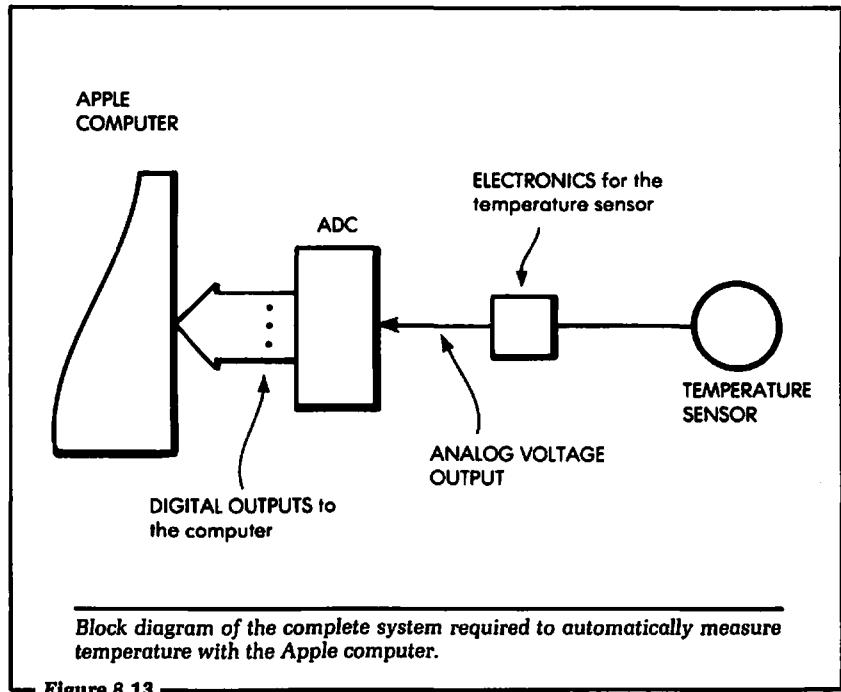 APPLE
COMPUTER
ELECTRONICS for the
temperature sensor
ADC
TEMPERATURE
SENSOR
ANALOG VOLTAGE
OUTPUT
DIGITAL OUTPUTS to
the computer
Block diagram of the complete system required to automatically measure
temperature with the Apple computer.
Figure 8.13